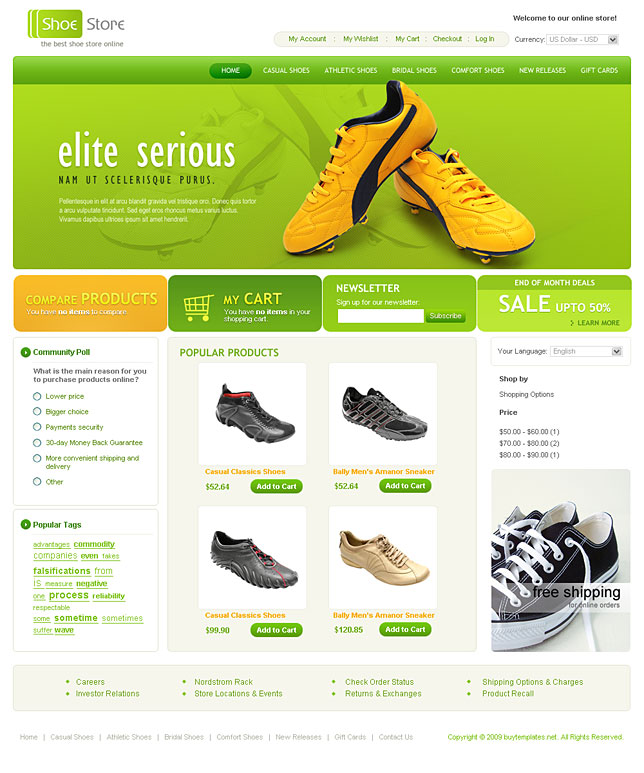 Shoe Store
the best shoe store online
Welcome to our online store!
My Account : My Wishlist : My Cart : Checkout : Log In
Currency: US Dollar - USD
HOME CASUAL SHOES ATHLETIC SHOES BRIDAL SHOES COMFORT SHOES NEW RELEASES GIFT CARDS
elite serious
NAM UT SCELERISQUE PURUS.
Pellentesque in elit at arcu blandit gravida vel tristique orci. Donec quis tortor
a arcu vulputate tincidunt. Sed eget eros rhoncus metus varius luctus.
Vivamus dapibus ultrices ipsum sit amet hendrerit.
COMPARE PRODUCTS
You have no items to compare.
MY CART
You have no items in your
shopping cart.
NEWSLETTER
Sign up for our newsletter:
Subscribe
END OF MONTH DEALS
SALE UPTO 50%
LEARN MORE
Community Poll
What is the main reason for you
to purchase products online?
Lower price
Bigger choice
Payments security
30-day Money Back Guarantee
More convenient shipping and
delivery
Other
Popular Tags
advantages commodity
companies even fakes
falsifications from
IS measure negative
one process reliability
respectable
some sometime sometimes
suffer wave
POPULAR PRODUCTS
Casual Classics Shoes
$52.64 Add to Cart
Bally Men's Amanor Sneaker
$52.64 Add to Cart
Casual Classics Shoes
$99.90 Add to Cart
Bally Men's Amanor Sneaker
$120.85 Add to Cart
Your Language: English
Shop by
Shopping Options
Price
$50.00 - $60.00 (1)
$70.00 - $80.00 (2)
$80.00 - $90.00 (1)
free shipping
for online orders
Careers
Investor Relations
Nordstrom Rack
Store Locations & Events
Check Order Status
Returns & Exchanges
Shipping Options & Charges
Product Recall
Home | Casual Shoes | Athletic Shoes | Bridal Shoes | Comfort Shoes | New Releases | Gift Cards | Contact Us
Copyright © 2009 buytemplates.net. All Rights Reserved.